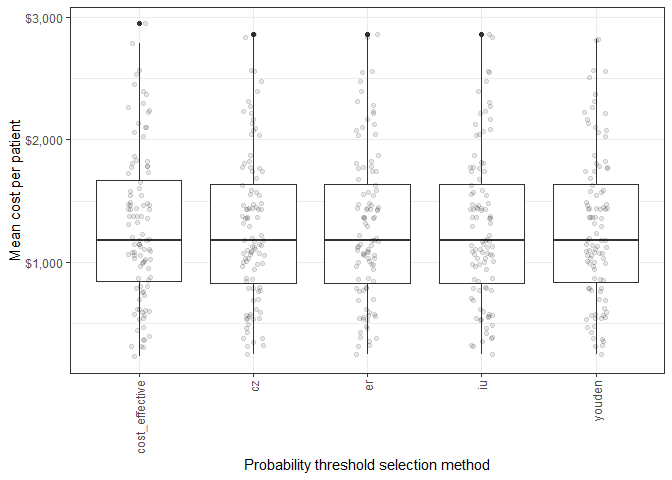 $3,000
$2,000
$1,000
Mean cost per patient
cost_effective
cz
er
iu
youden
Probability threshold selection method